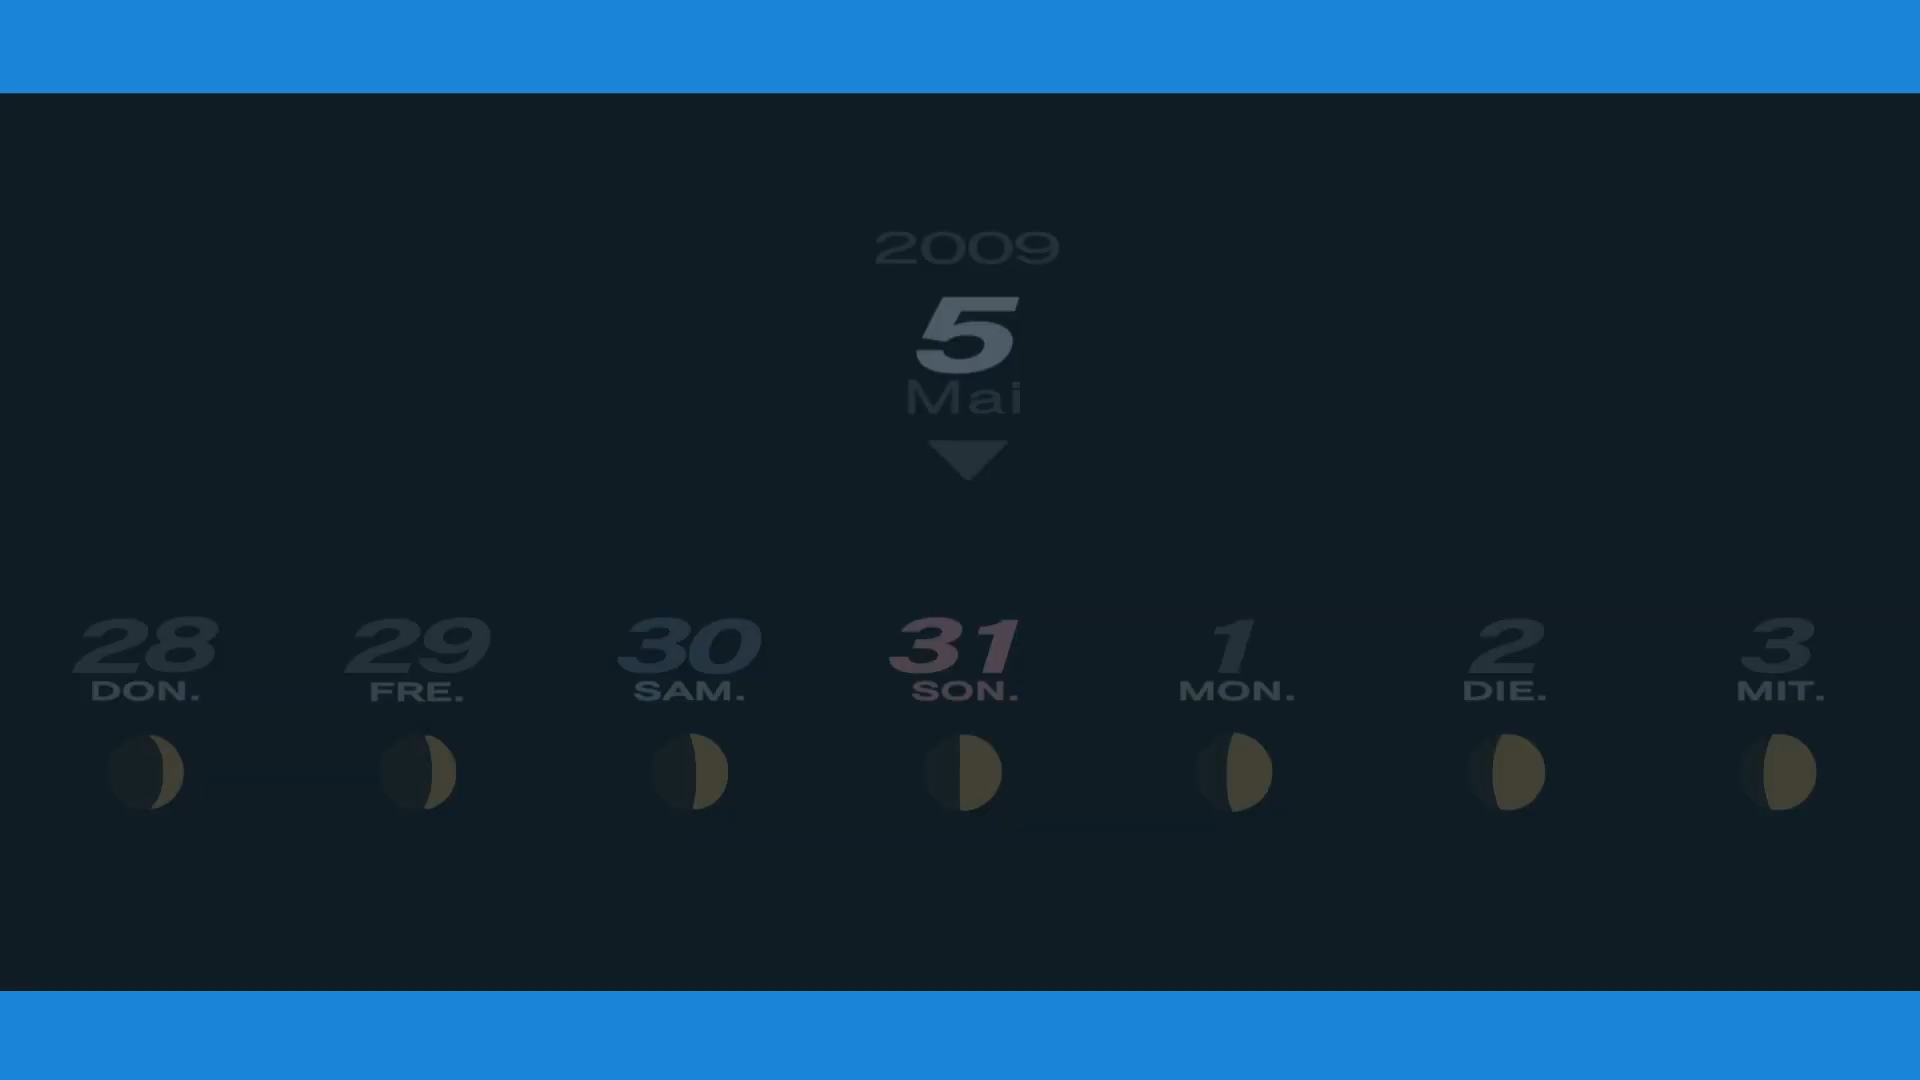 2009
5
Mai
28 29 30 31 1 2 3
DON. FRE. SAM. SON. MON. DIE. MIT.